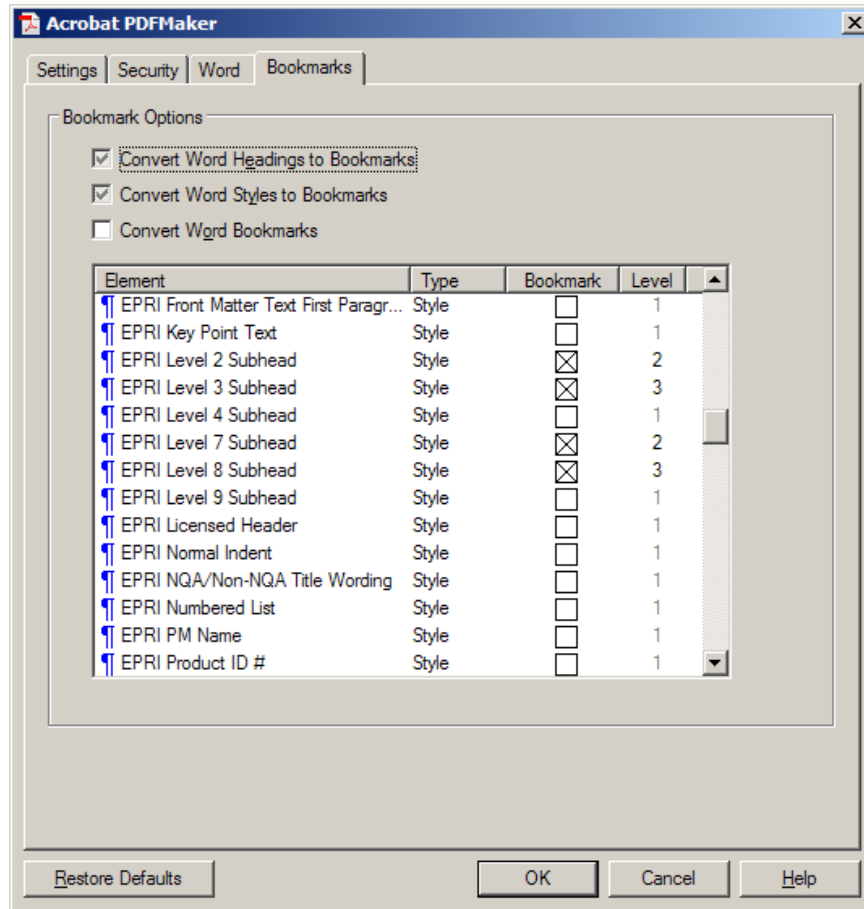 Acrobat PDFMaker
Settings Security Word Bookmarks
Bookmark Options
Convert Word Headings to Bookmarks
Convert Word Styles to Bookmarks
Convert Word Bookmarks
Element Type Bookmark Level
¶ EPRI Front Matter Text First Paragr... Style 1
¶ EPRI Key Point Text Style 1
¶ EPRI Level 2 Subhead Style 2
¶ EPRI Level 3 Subhead Style 3
¶ EPRI Level 4 Subhead Style 1
¶ EPRI Level 7 Subhead Style 2
¶ EPRI Level 8 Subhead Style 3
¶ EPRI Level 9 Subhead Style 1
¶ EPRI Licensed Header Style 1
¶ EPRI Normal Indent Style 1
¶ EPRI NQA/Non-NQA Title Wording Style 1
¶ EPRI Numbered List Style 1
¶ EPRI PM Name Style 1
¶ EPRI Product ID # Style 1
Restore Defaults OK Cancel Help